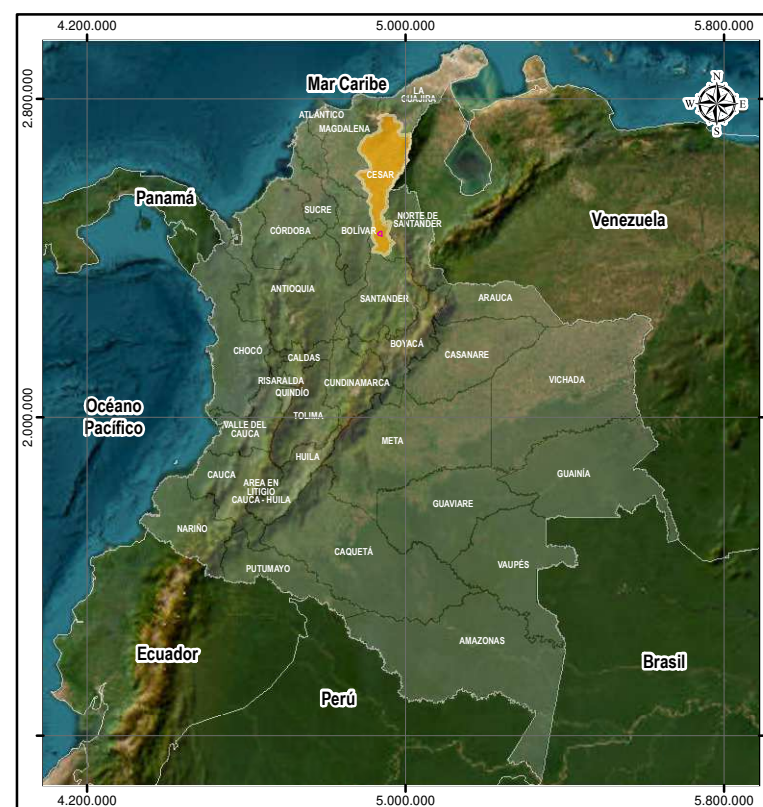 4.200.000
5.000.000
5.800.000
2.800.000
2.000.000
N
W
E
S
Mar Caribe
LA
GUAJIRA
ATLÁNTICO
MAGDALENA
CESAR
Panamá
SUCRE
NORTE DE
SANTANDER
BOLÍVAR
CÓRDOBA
Venezuela
ANTIOQUIA
SANTANDER
ARAUCA
CHOCÓ
BOYACÁ
CALDAS
CASANARE
RISARALDA
CUNDINAMARCA
QUINDÍO
VICHADA
Océano
Pacífico
TOLIMA
VALLE DEL
CAUCA
META
HUILA
CAUCA
AREA EN
LITIGIO
CAUCA - HUILA
GUAINÍA
GUAVIARE
NARIÑO
CAQUETÁ
PUTUMAYO
VAUPÉS
AMAZONAS
Ecuador
Perú
Brasil
4.200.000
5.000.000
5.800.000